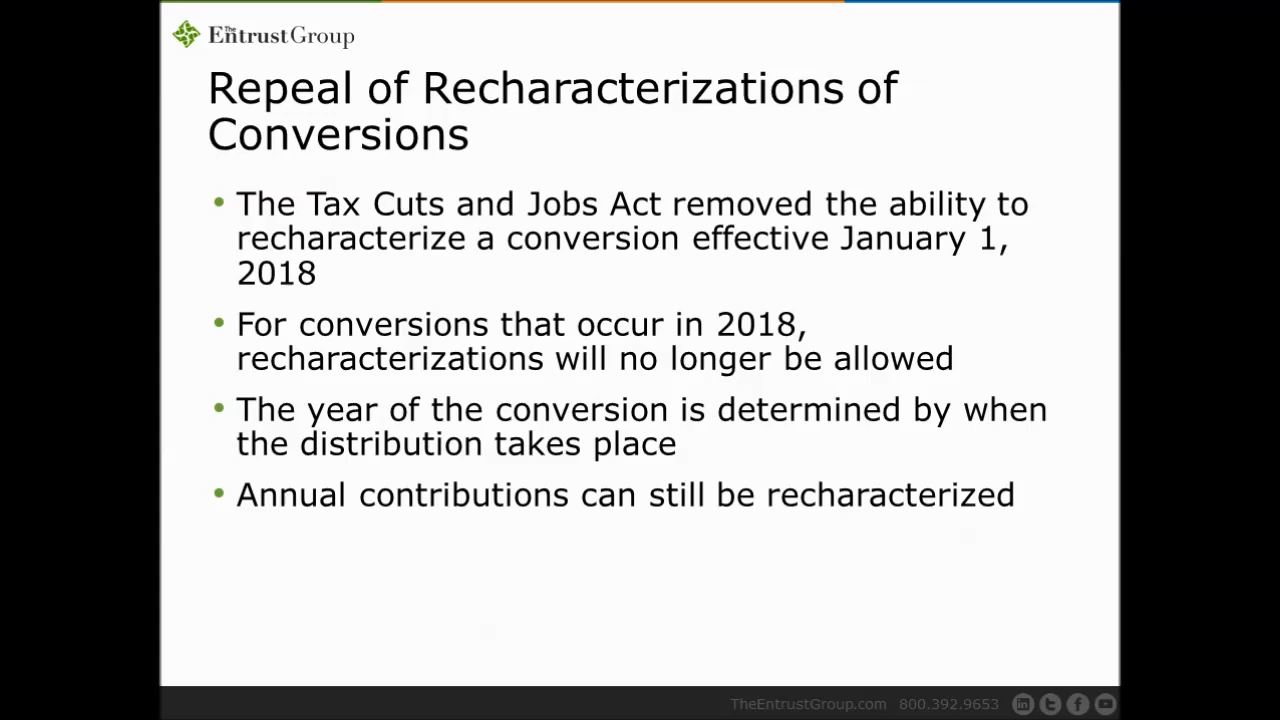 The EntrustGroup
Repeal of Recharacterizations of
Conversions
• The Tax Cuts and Jobs Act removed the ability to
recharacterize a conversion effective January 1,
2018
• For conversions that occur in 2018,
recharacterizations will no longer be allowed
• The year of the conversion is determined by when
the distribution takes place
• Annual contributions can still be recharacterized
TheEntrustGroup.com 800.392.9653